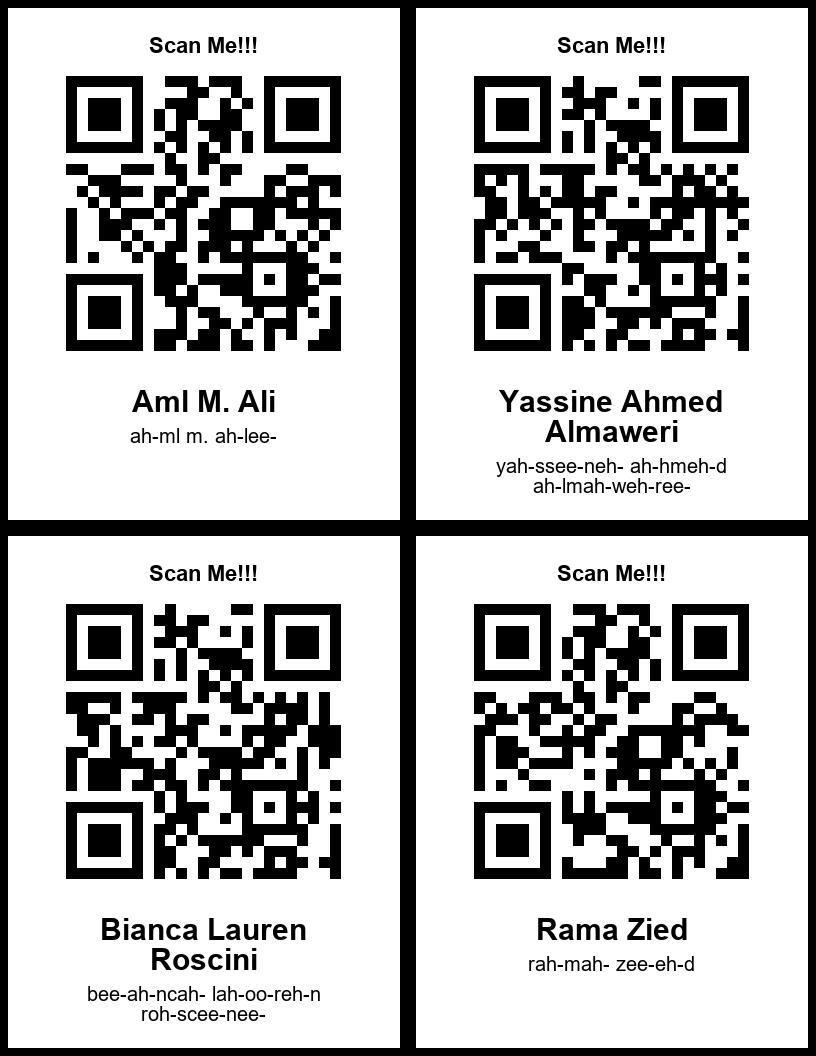 Scan Me!!!
Aml M. Ali
ah-ml m. ah-lee-
Scan Me!!!
Yassine Ahmed
Almaweri
yah-ssee-neh- ah-hmeh-d
ah-lmah-weh-ree-
Scan Me!!!
Bianca Lauren
Roscini
bee-ah-ncah- lah-oo-reh-n
roh-scee-nee-
Scan Me!!!
Rama Zied
rah-mah- zee-eh-d